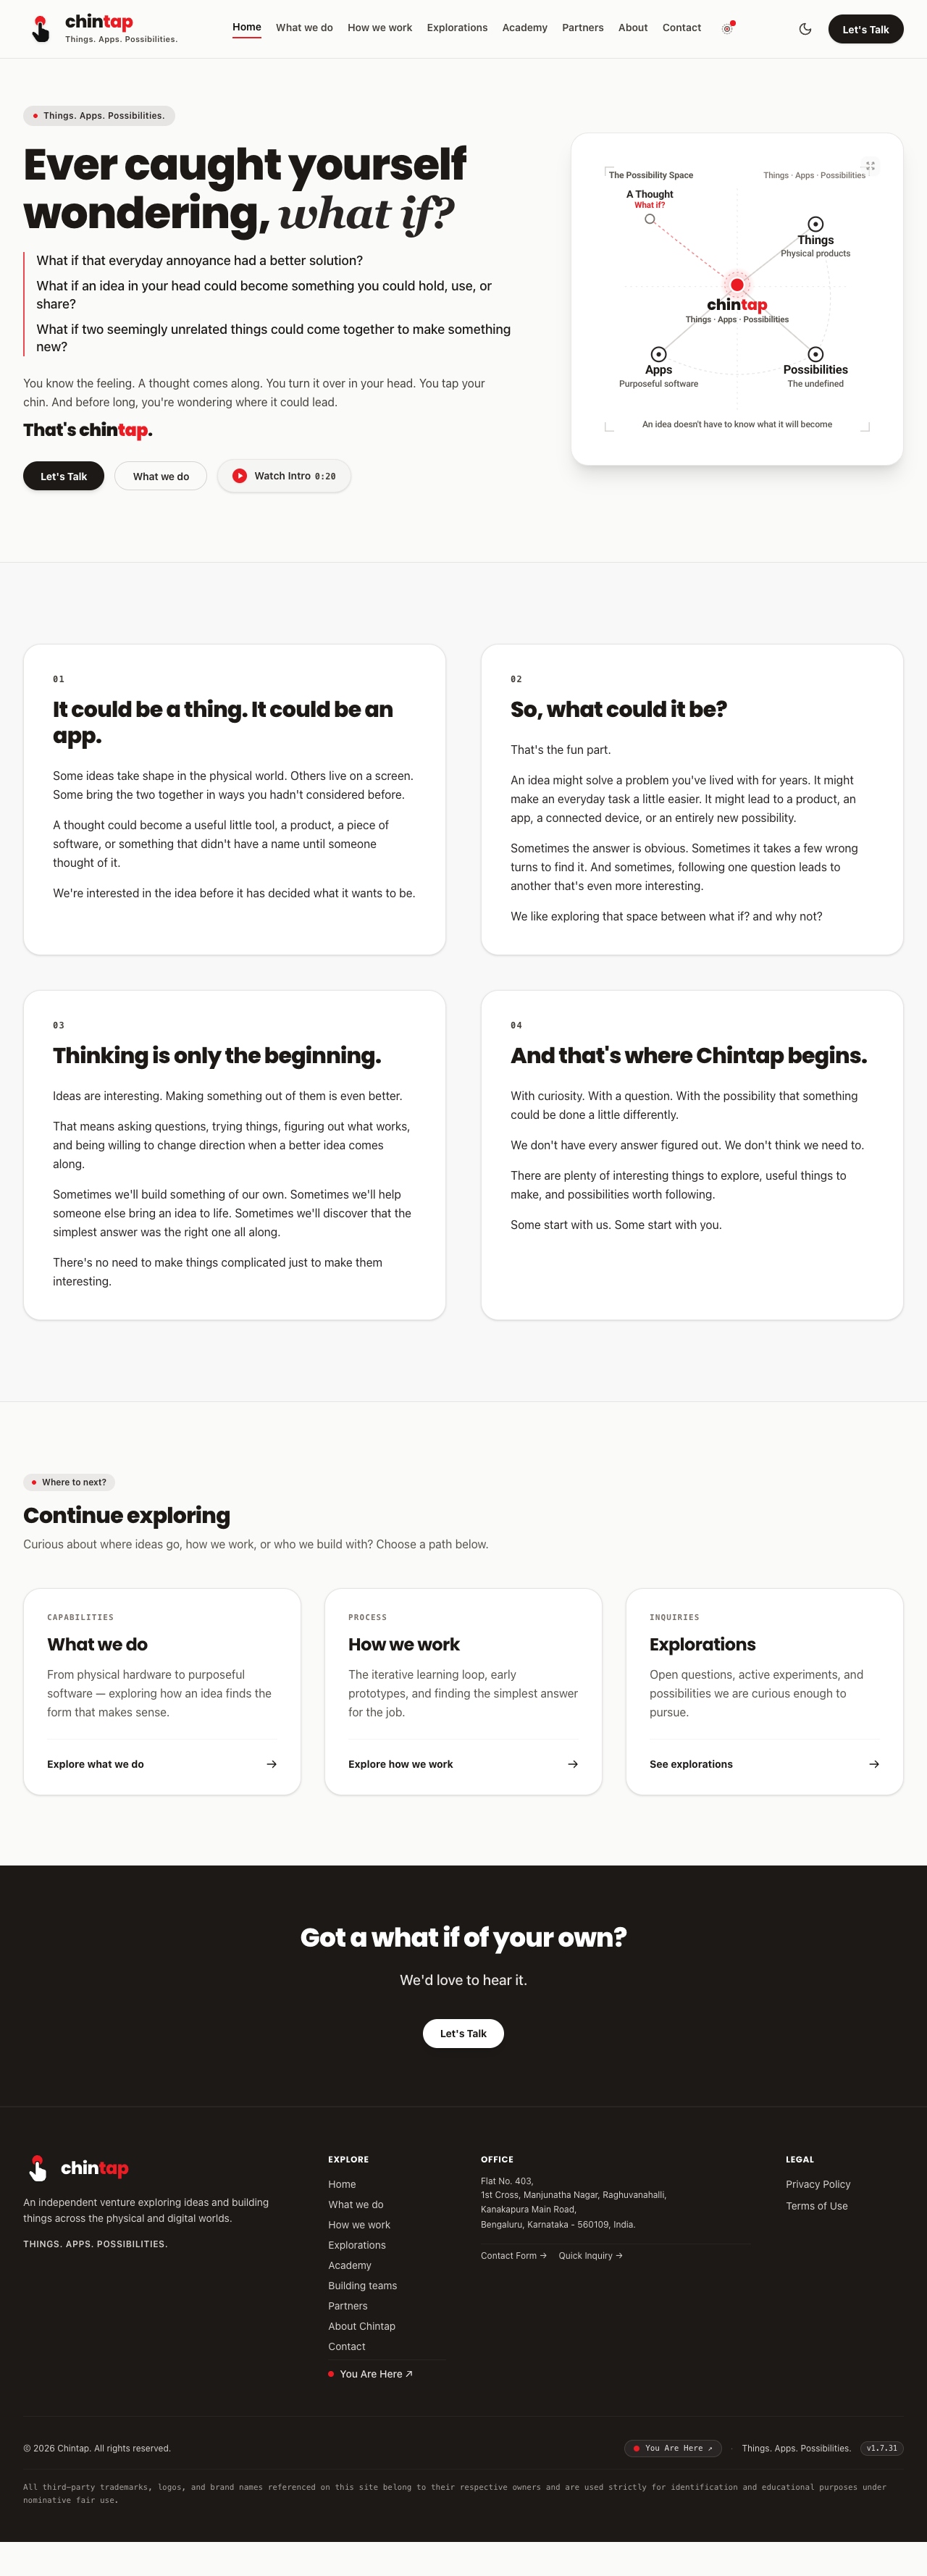 chintap
Things. Apps. Possibilities.
Home
What we do
How we work
Explorations
Academy
Partners
About
Contact
Let's Talk
Things. Apps. Possibilities.
Ever caught yourself
wondering, what if?
What if that everyday annoyance had a better solution?
What if an idea in your head could become something you could hold, use, or
share?
What if two seemingly unrelated things could come together to make something
new?
You know the feeling. A thought comes along. You turn it over in your head. You tap your
chin. And before long, you're wondering where it could lead.
That's chintap.
Let's Talk
What we do
Watch Intro 0:20
The Possibility Space
Things · Apps · Possibilities
A Thought
What if?
Things
Physical products
chintap
Things · Apps · Possibilities
Apps
Purposeful software
Possibilities
The undefined
An idea doesn't have to know what it will become
01
It could be a thing. It could be an
app.
Some ideas take shape in the physical world. Others live on a screen.
Some bring the two together in ways you hadn't considered before.
A thought could become a useful little tool, a product, a piece of
software, or something that didn't have a name until someone
thought of it.
We're interested in the idea before it has decided what it wants to be.
02
So, what could it be?
That's the fun part.
An idea might solve a problem you've lived with for years. It might
make an everyday task a little easier. It might lead to a product, an
app, a connected device, or an entirely new possibility.
Sometimes the answer is obvious. Sometimes it takes a few wrong
turns to find it. And sometimes, following one question leads to
another that's even more interesting.
We like exploring that space between what if? and why not?
03
Thinking is only the beginning.
Ideas are interesting. Making something out of them is even better.
That means asking questions, trying things, figuring out what works,
and being willing to change direction when a better idea comes
along.
Sometimes we'll build something of our own. Sometimes we'll help
someone else bring an idea to life. Sometimes we'll discover that the
simplest answer was the right one all along.
There's no need to make things complicated just to make them
interesting.
04
And that's where Chintap begins.
With curiosity. With a question. With the possibility that something
could be done a little differently.
We don't have every answer figured out. We don't think we need to.
There are plenty of interesting things to explore, useful things to
make, and possibilities worth following.
Some start with us. Some start with you.
Where to next?
Continue exploring
Curious about where ideas go, how we work, or who we build with? Choose a path below.
CAPABILITIES
What we do
From physical hardware to purposeful
software — exploring how an idea finds the
form that makes sense.
Explore what we do →
PROCESS
How we work
The iterative learning loop, early
prototypes, and finding the simplest answer
for the job.
Explore how we work →
INQUIRIES
Explorations
Open questions, active experiments, and
possibilities we are curious enough to
pursue.
See explorations →
Got a what if of your own?
We'd love to hear it.
Let's Talk
chintap
An independent venture exploring ideas and building
things across the physical and digital worlds.
THINGS. APPS. POSSIBILITIES.
EXPLORE
Home
What we do
How we work
Explorations
Academy
Building teams
Partners
About Chintap
Contact
You Are Here ↗
OFFICE
Flat No. 403,
1st Cross, Manjunatha Nagar, Raghuvanahalli,
Kanakapura Main Road,
Bengaluru, Karnataka - 560109, India.
Contact Form → Quick Inquiry →
LEGAL
Privacy Policy
Terms of Use
© 2026 Chintap. All rights reserved.
You Are Here ↗ · Things. Apps. Possibilities. v1.7.31
All third-party trademarks, logos, and brand names referenced on this site belong to their respective owners and are used strictly for identification and educational purposes under
nominative fair use.